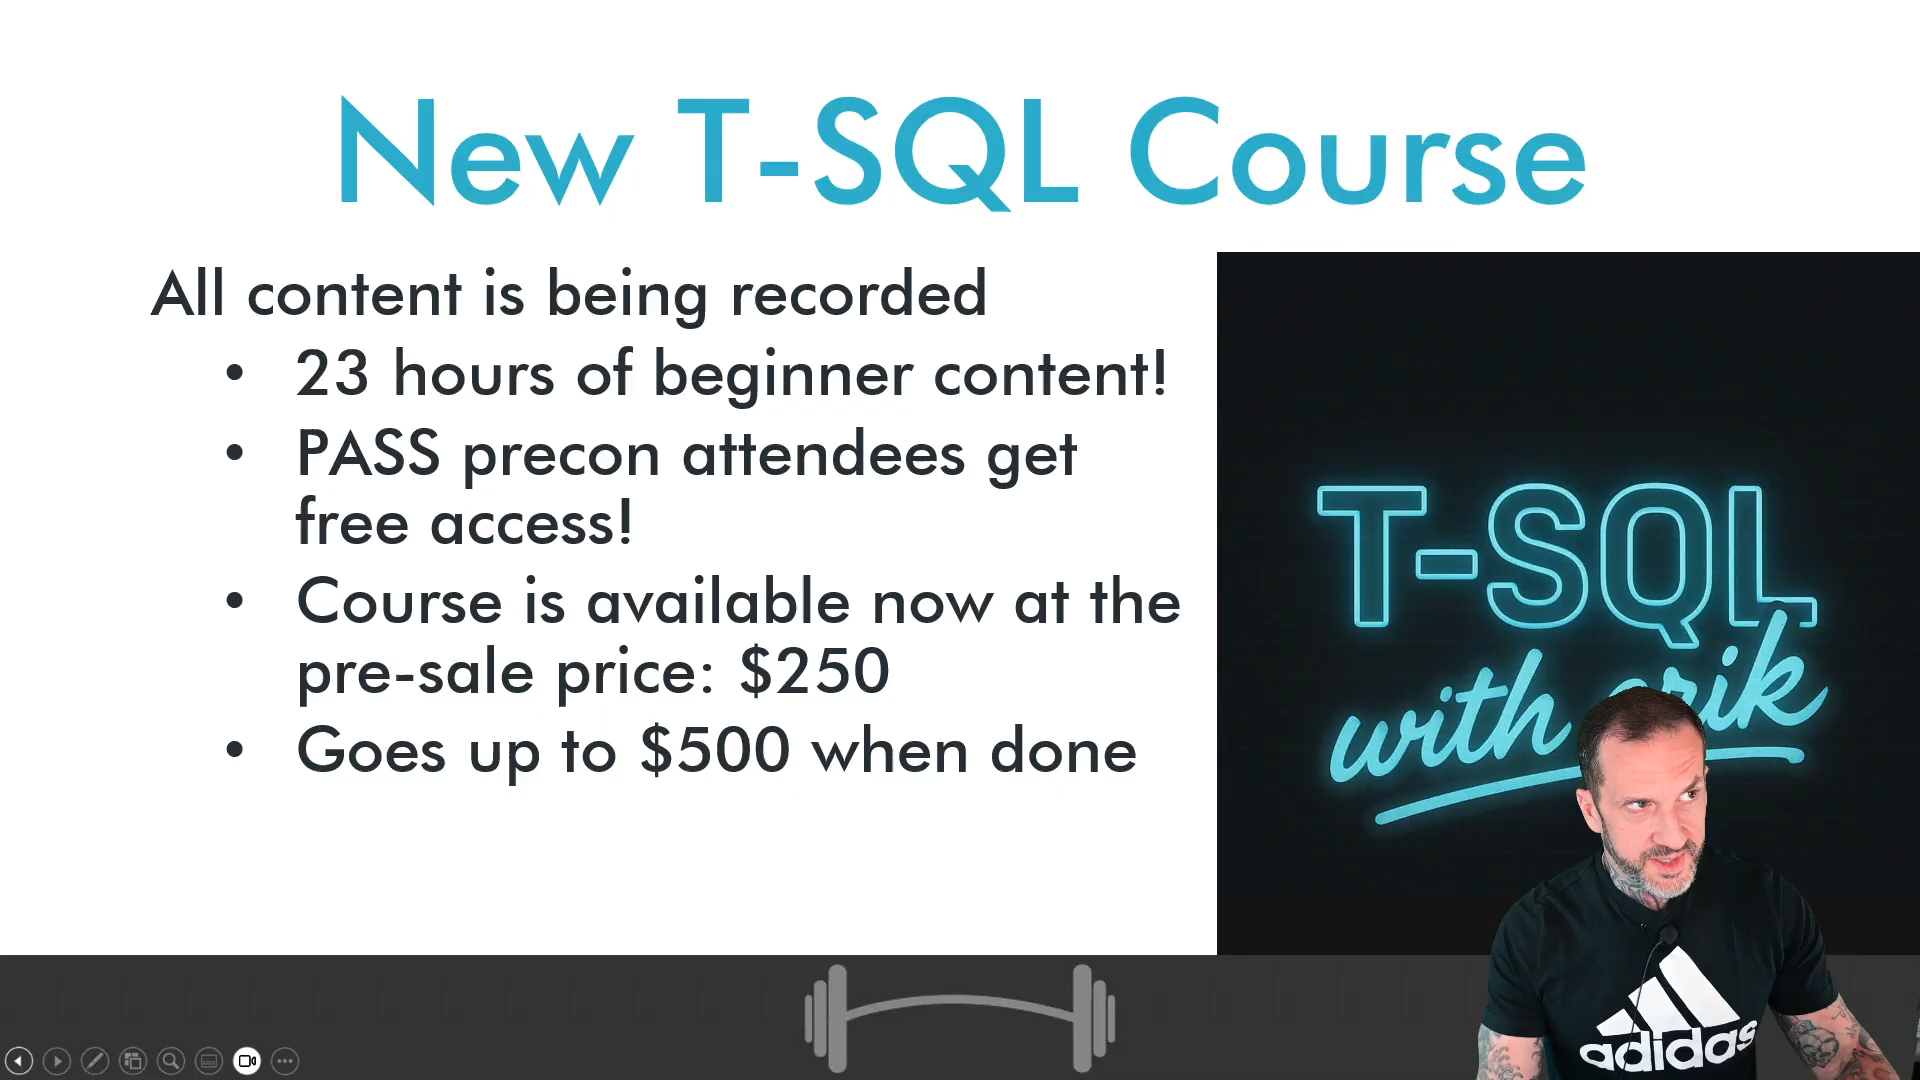 New T-SQL Course
All content is being recorded
• 23 hours of beginner content!
• PASS precon attendees get
free access!
• Course is available now at the
pre-sale price: $250
• Goes up to $500 when done
T-SQL
with erik
adidas